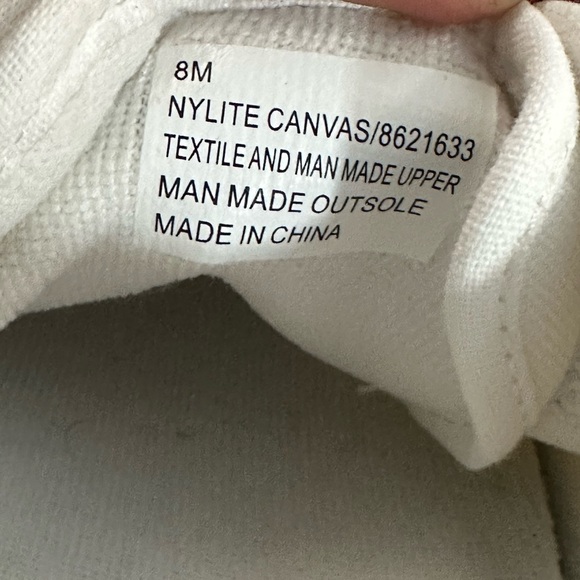 8M
NYLITE CANVAS/8621633
TEXTILE AND MAN MADE UPPER
MAN MADE OUTSOLE
MADE IN CHINA